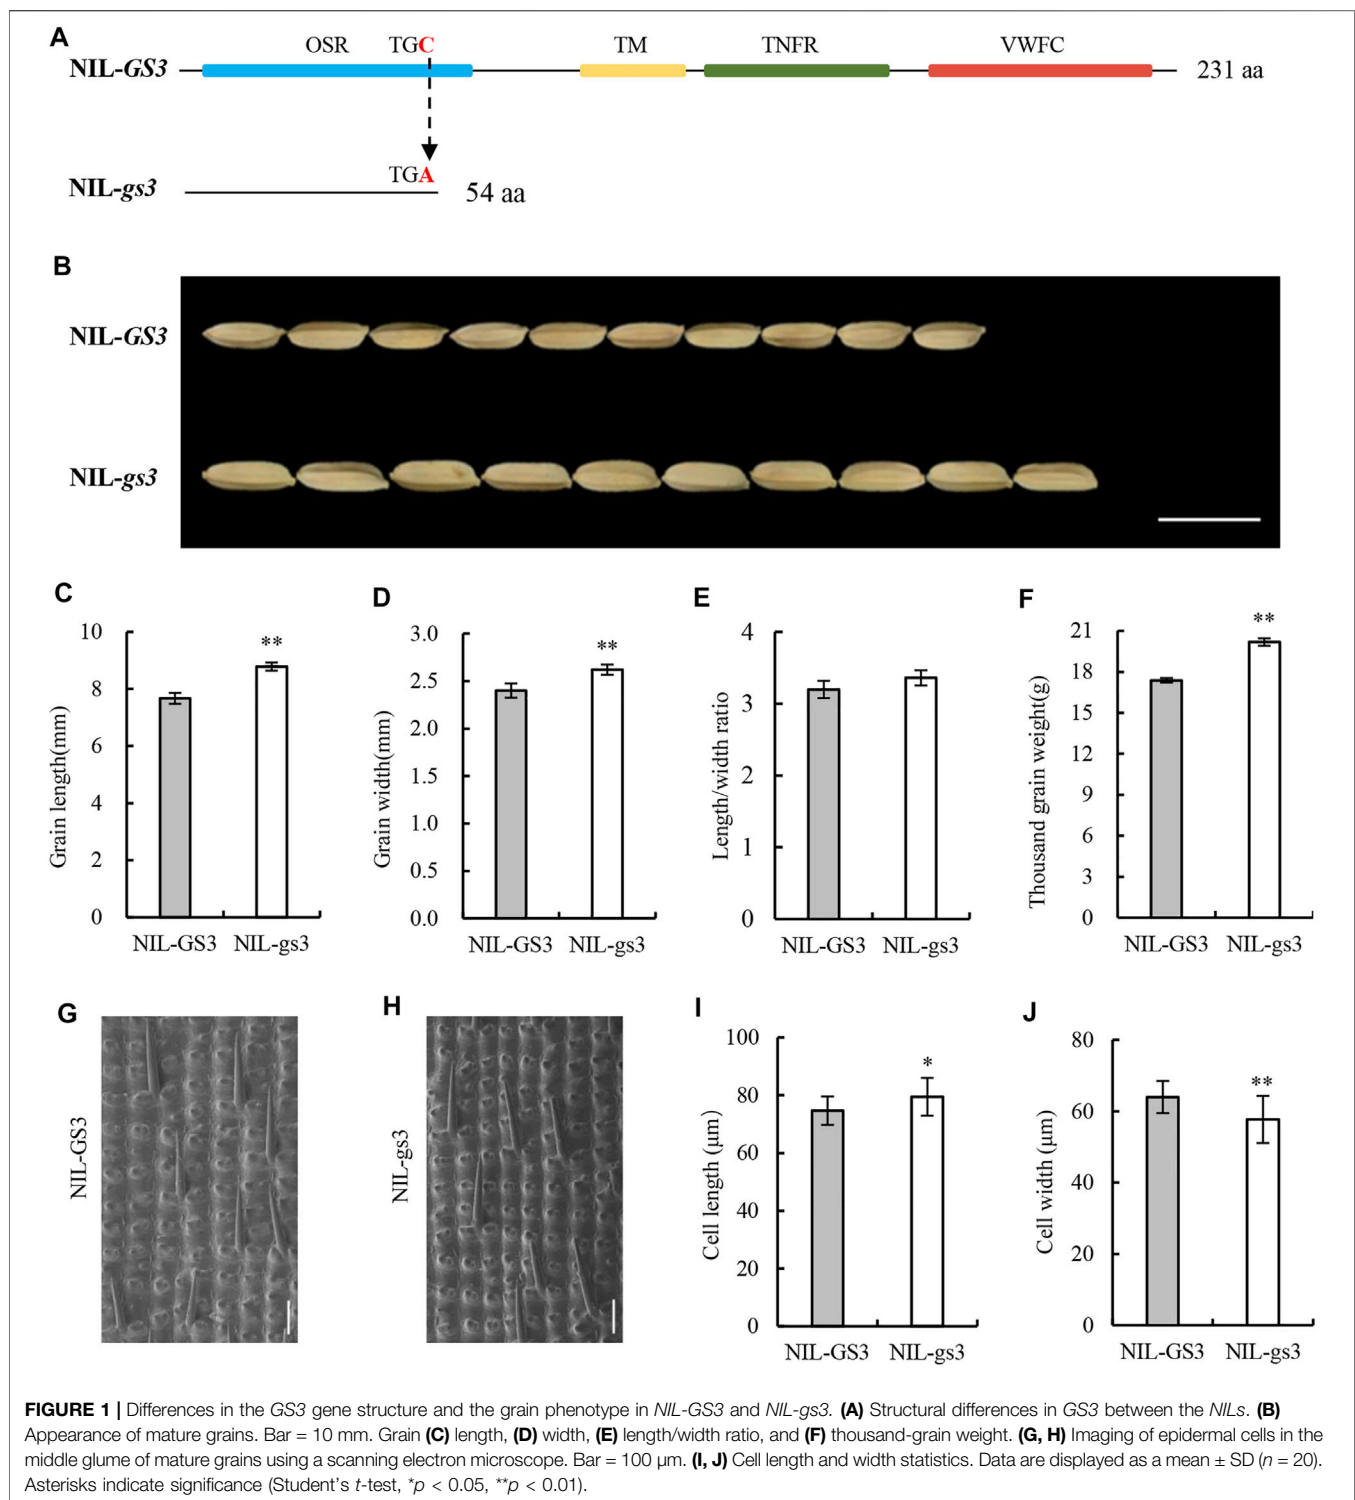 A
OSR TGC TM TNFR VWFC
NIL-GS3 231 aa
TGA
NIL-gs3 54 aa
B
NIL-GS3
NIL-gs3
C
Grain length(mm)
10
8
6
4
2
0
**
NIL-GS3 NIL-gs3
D
Grain width(mm)
3.0
2.5
2.0
1.5
1.0
0.5
0.0
**
NIL-GS3 NIL-gs3
E
Length/width ratio
4
3
2
1
0
NIL-GS3 NIL-gs3
F
Thousand grain weight(g)
21
18
15
12
9
6
3
0
**
NIL-GS3 NIL-gs3
G
NIL-GS3
H
NIL-gs3
I
Cell length (μm)
100
80
60
40
20
0
*
NIL-GS3 NIL-gs3
J
Cell width (μm)
80
60
40
20
0
**
NIL-GS3 NIL-gs3
FIGURE 1 | Differences in the GS3 gene structure and the grain phenotype in NIL-GS3 and NIL-gs3. (A) Structural differences in GS3 between the NILs. (B)
Appearance of mature grains. Bar = 10 mm. Grain (C) length, (D) width, (E) length/width ratio, and (F) thousand-grain weight. (G, H) Imaging of epidermal cells in the
middle glume of mature grains using a scanning electron microscope. Bar = 100 μm. (I, J) Cell length and width statistics. Data are displayed as a mean ± SD (n = 20).
Asterisks indicate significance (Student's t-test, *p < 0.05, **p < 0.01).